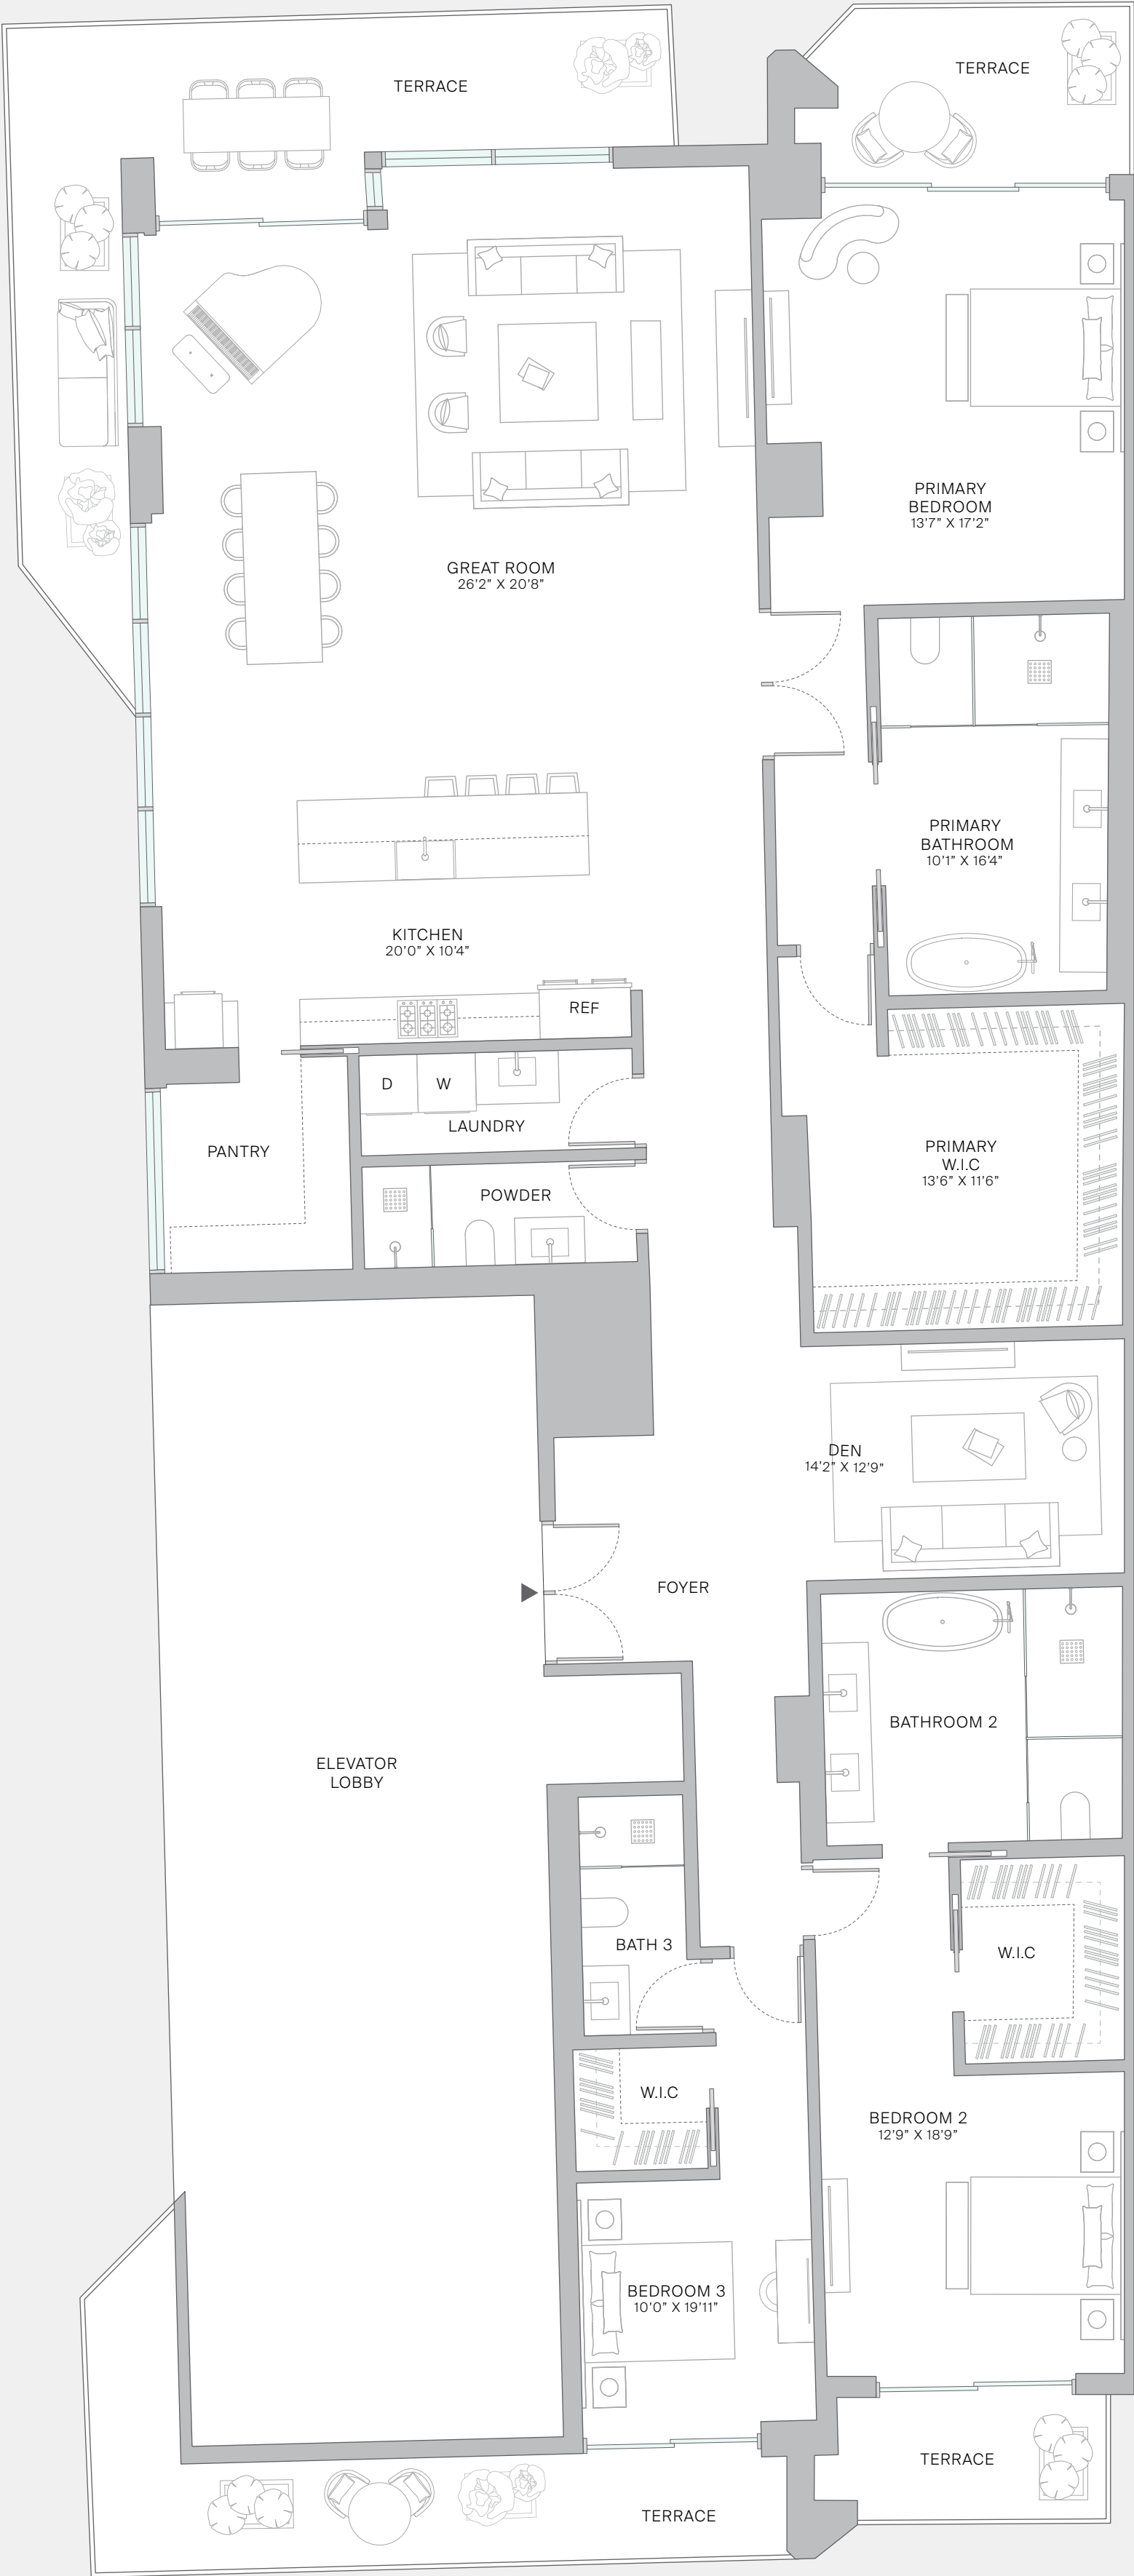 TERRACE
TERRACE
PRIMARY
BEDROOM
13’7” X 17’2”
GREAT ROOM
26’2” X 20’8”
PRIMARY
BATHROOM
10’1” X 16’4”
KITCHEN
20’0” X 10’4”
REF
D
W
LAUNDRY
PANTRY
POWDER
PRIMARY
W.I.C
13’6” X 11’6”
DEN
14’2” X 12’9”
FOYER
BATHROOM 2
ELEVATOR
LOBBY
BATH 3
W.I.C
W.I.C
BEDROOM 2
12’9” X 18’9”
BEDROOM 3
10’0” X 19’11”
TERRACE
TERRACE